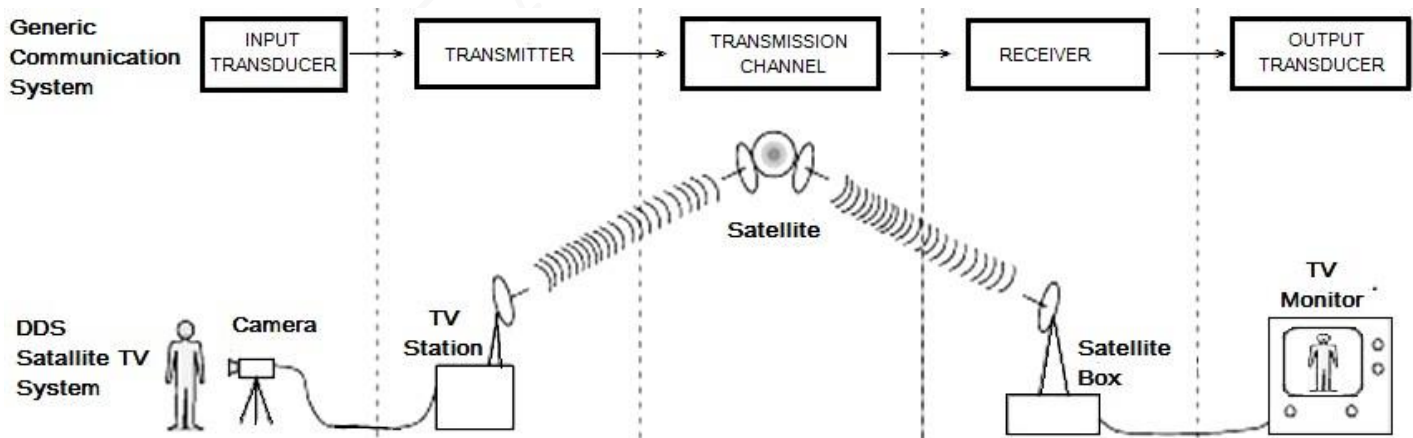 Generic
Communication
System
INPUT
TRANSDUCER
TRANSMITTER
TRANSMISSION
CHANNEL
RECEIVER
OUTPUT
TRANSDUCER
Satellite
DDS
Satallite TV
System
Camera
TV
Station
Satellite
Box
TV
Monitor